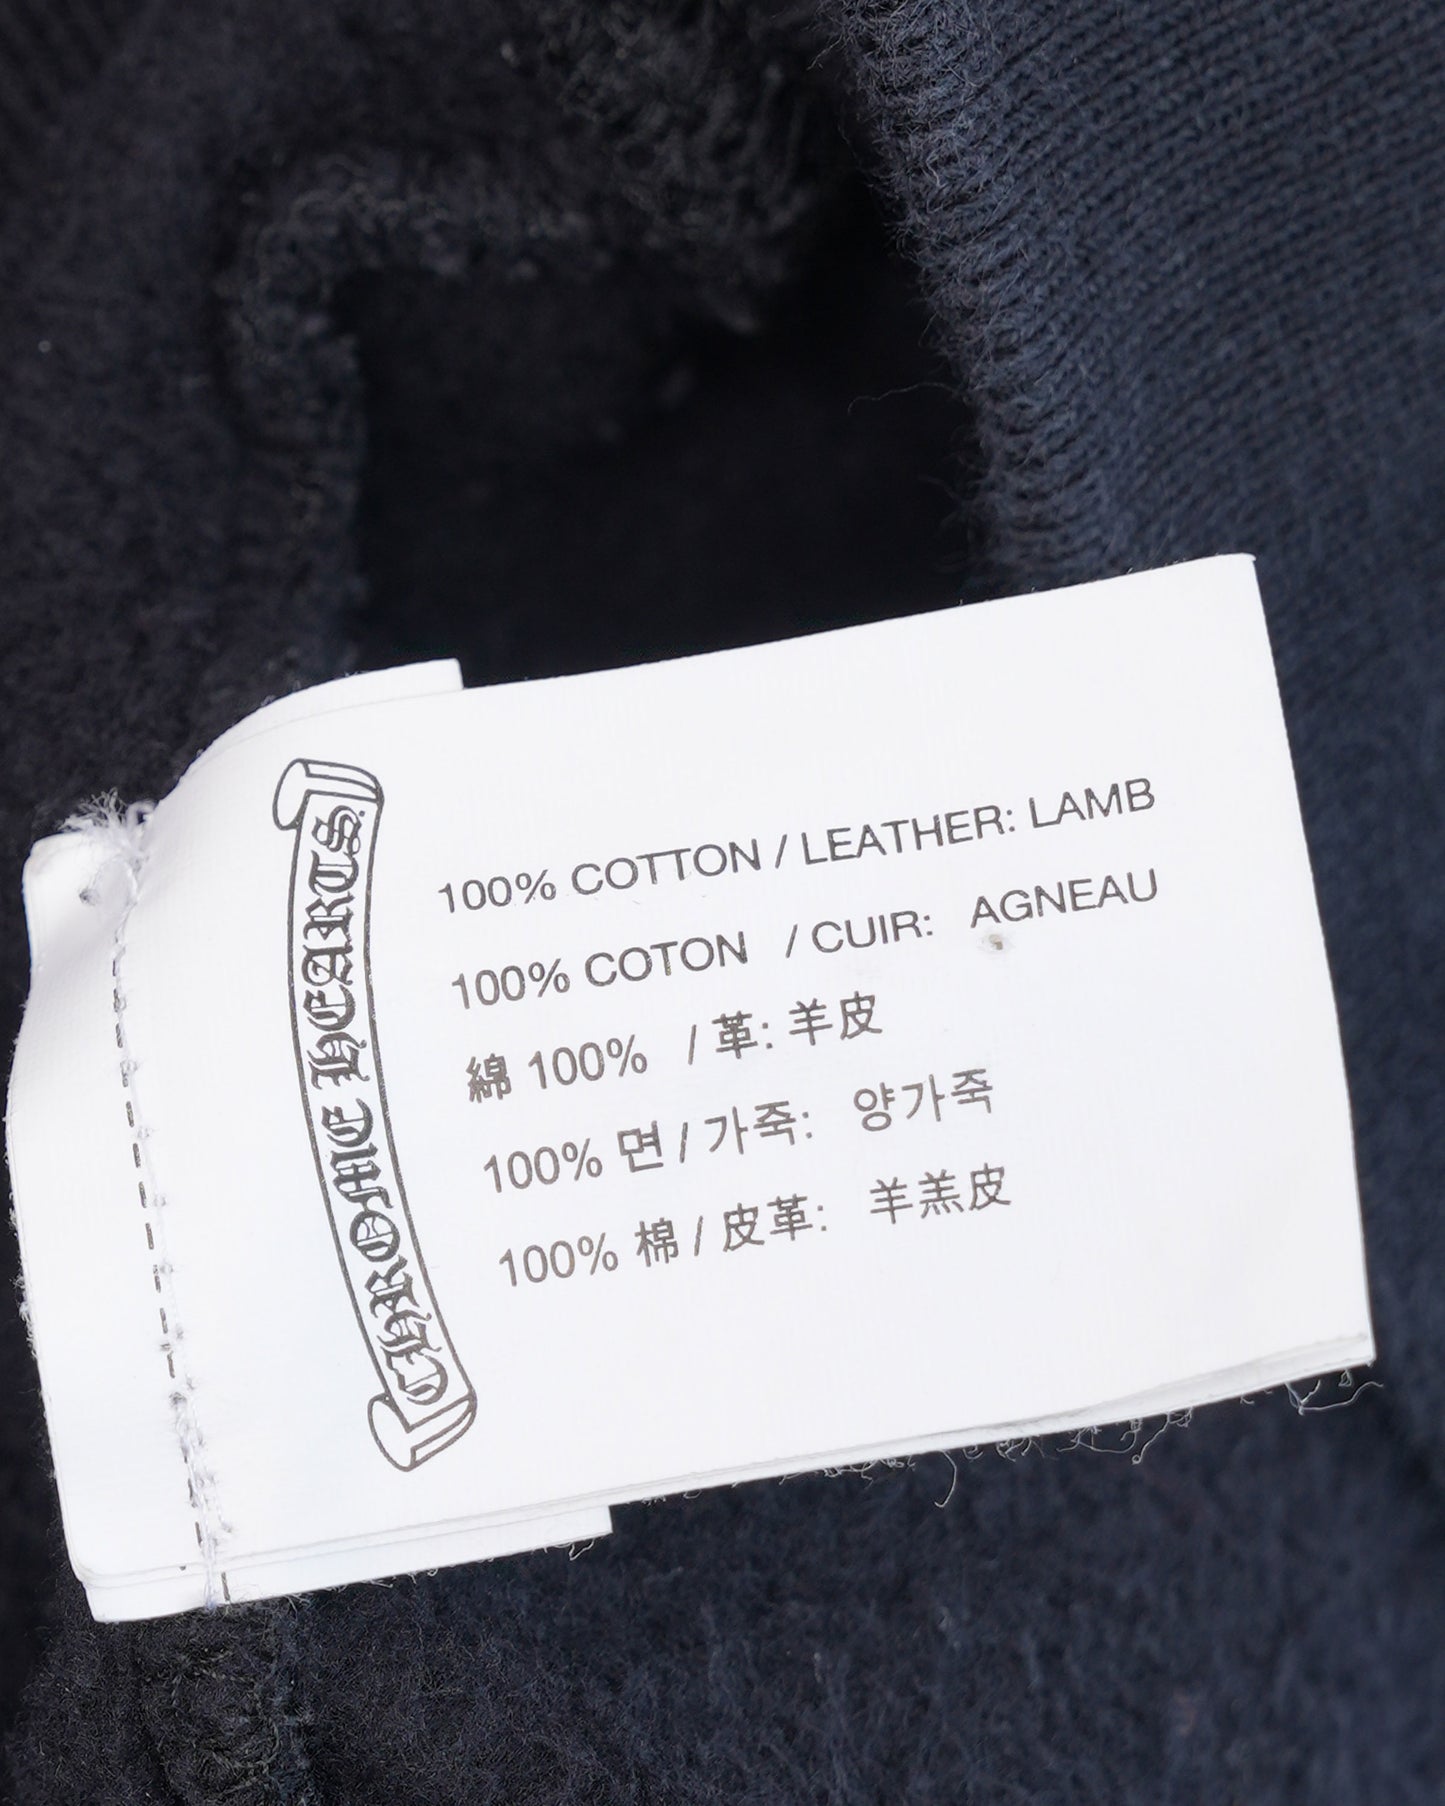 CHROME HEARTS
100% COTTON / LEATHER: LAMB
100% COTON / CUIR: AGNEAU
綿 100% / 革: 羊皮
100% 면 / 가죽: 양가죽
100% 棉 / 皮革: 羊羔皮